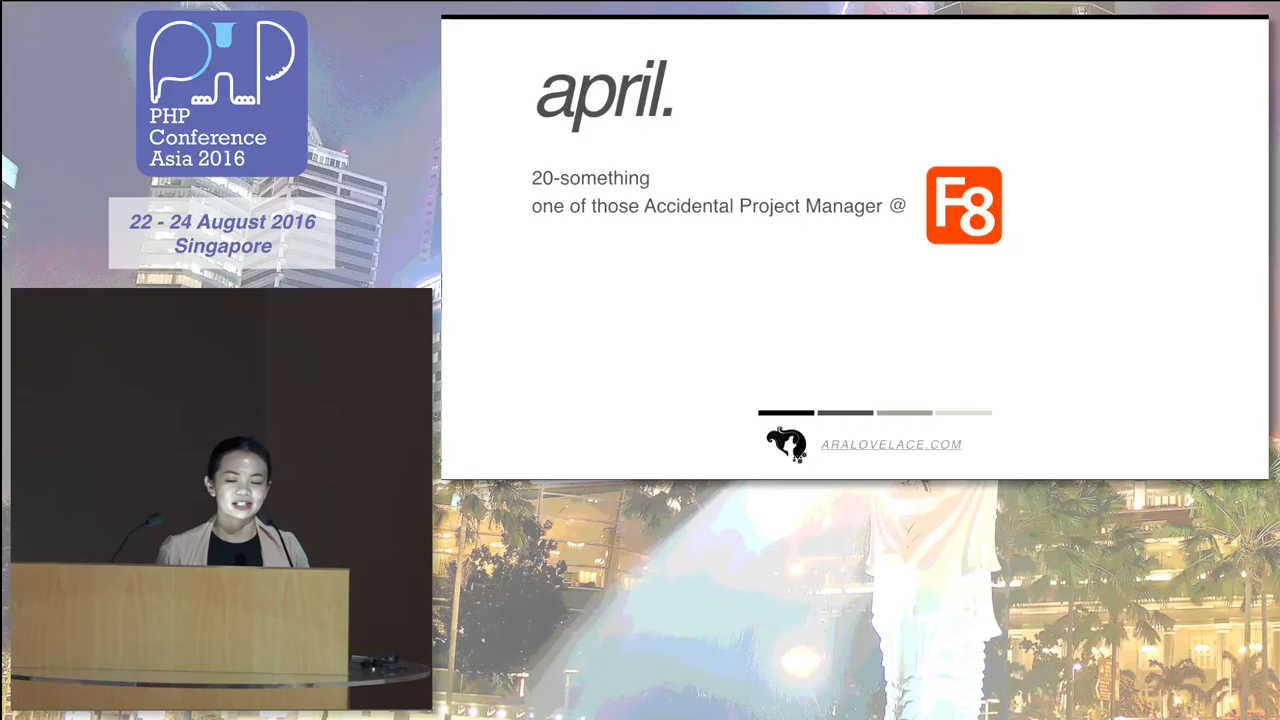 PHP
PHP
Conference
Asia 2016
22 - 24 August 2016
Singapore
april.
20-something
one of those Accidental Project Manager @
F8
ARALOVELACE.COM